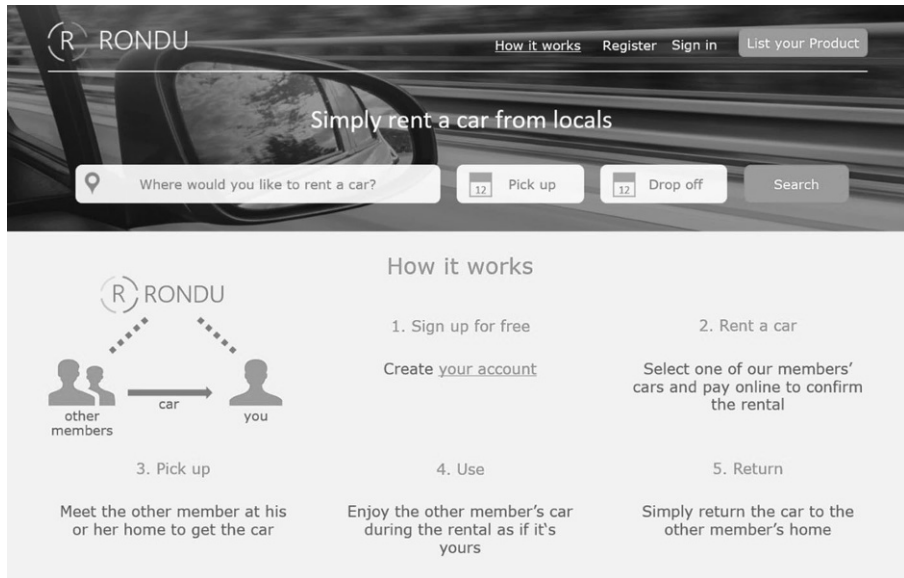 R RONDU
How it works Register Sign in List your Product
Simply rent a car from locals
Where would you like to rent a car? 12 Pick up 12 Drop off Search
How it works
R RONDU
car
other
members
you
1. Sign up for free
Create your account
2. Rent a car
Select one of our members’
cars and pay online to confirm
the rental
3. Pick up
Meet the other member at his
or her home to get the car
4. Use
Enjoy the other member’s car
during the rental as if it‘s
yours
5. Return
Simply return the car to the
other member’s home